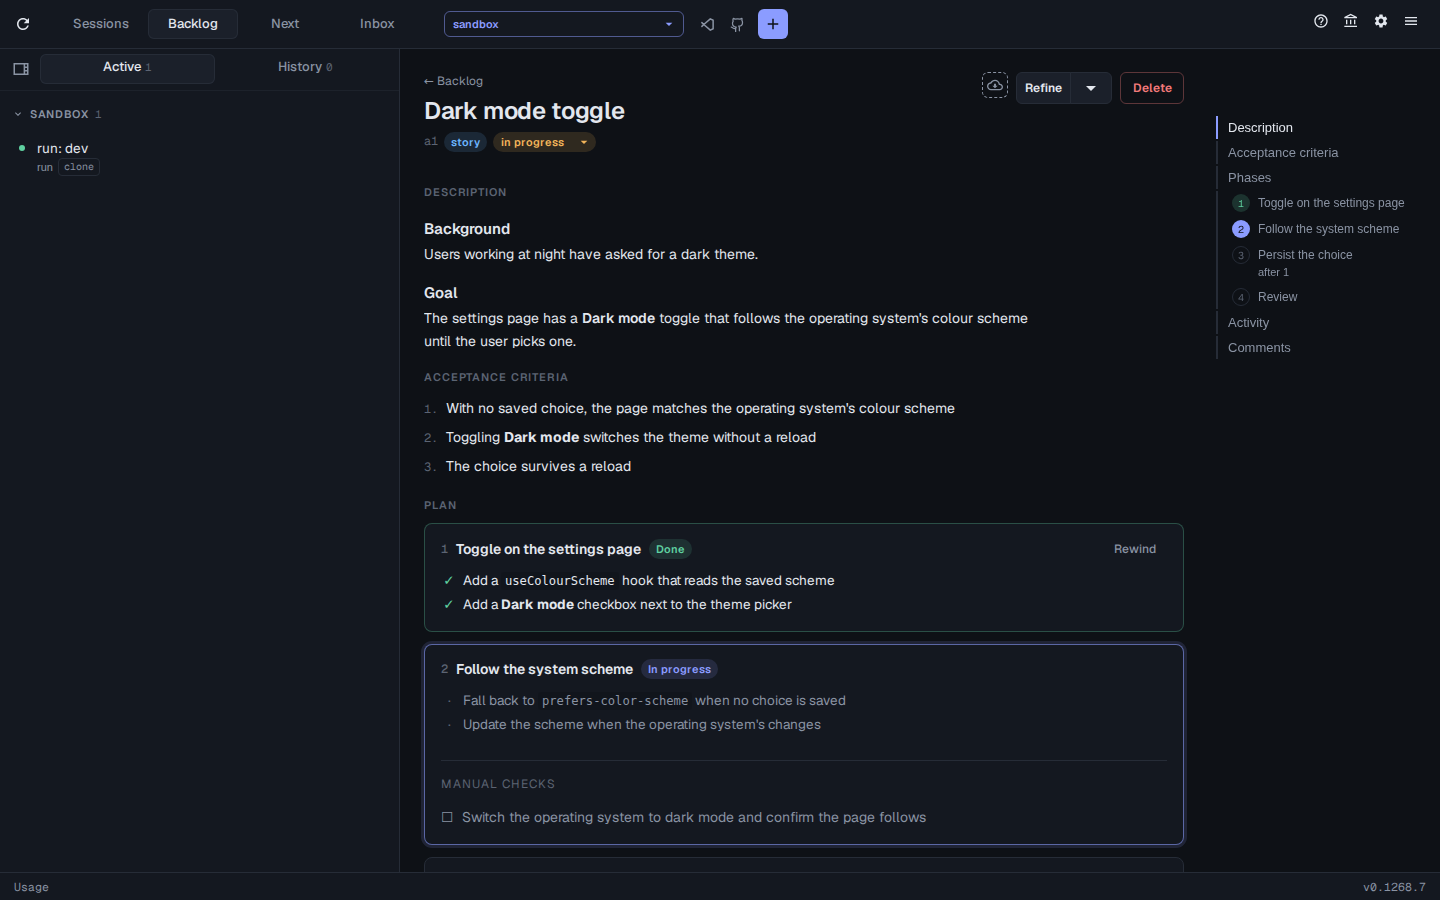 Sessions Backlog Next Inbox sandbox
Active 1 History 0
SANDBOX 1
run: dev
run clone
← Backlog
Refine Delete
Dark mode toggle
a1 story in progress
DESCRIPTION
Background
Users working at night have asked for a dark theme.
Goal
The settings page has a Dark mode toggle that follows the operating system's colour scheme
until the user picks one.
ACCEPTANCE CRITERIA
1. With no saved choice, the page matches the operating system's colour scheme
2. Toggling Dark mode switches the theme without a reload
3. The choice survives a reload
PLAN
1 Toggle on the settings page Done Rewind
✓ Add a useColourScheme hook that reads the saved scheme
✓ Add a Dark mode checkbox next to the theme picker
2 Follow the system scheme In progress
· Fall back to prefers-color-scheme when no choice is saved
· Update the scheme when the operating system's changes
MANUAL CHECKS
☐ Switch the operating system to dark mode and confirm the page follows
Description
Acceptance criteria
Phases
1 Toggle on the settings page
2 Follow the system scheme
3 Persist the choice
after 1
4 Review
Activity
Comments
Usage v0.1268.7